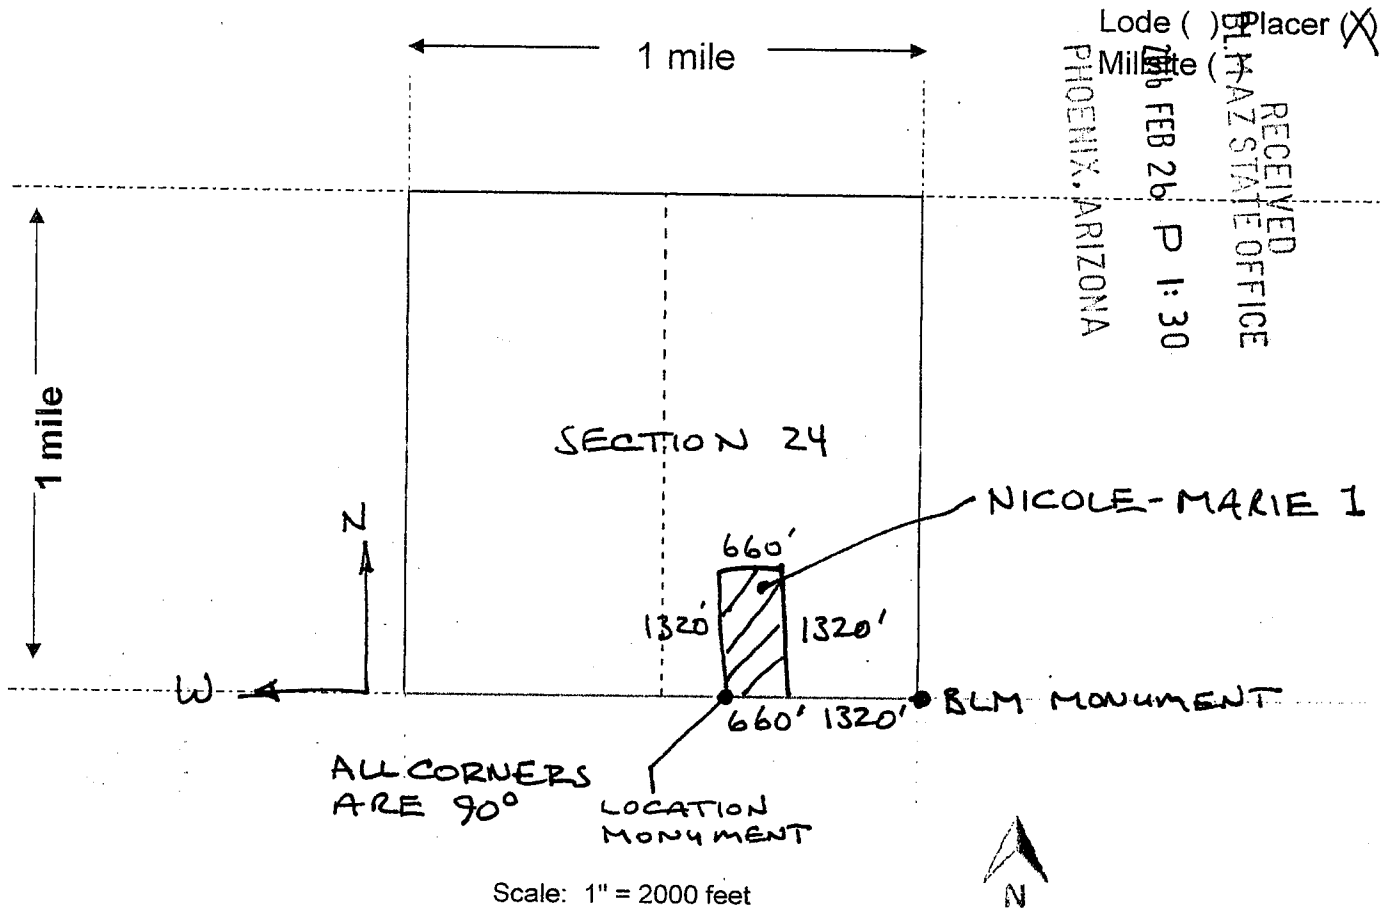 Lode ( ) Placer (X)
Millsite ( )
RECEIVED
BLM AZ STATE OFFICE
FEB 26 P 1:30
PHOENIX, ARIZONA
1 mile
1 mile
SECTION 24
N
W
NICOLE-MARIE 1
660'
1320'
1320'
660'
1320'
BLM MONUMENT
ALL CORNERS
ARE 90°
LOCATION
MONUMENT
Scale: 1" = 2000 feet
N